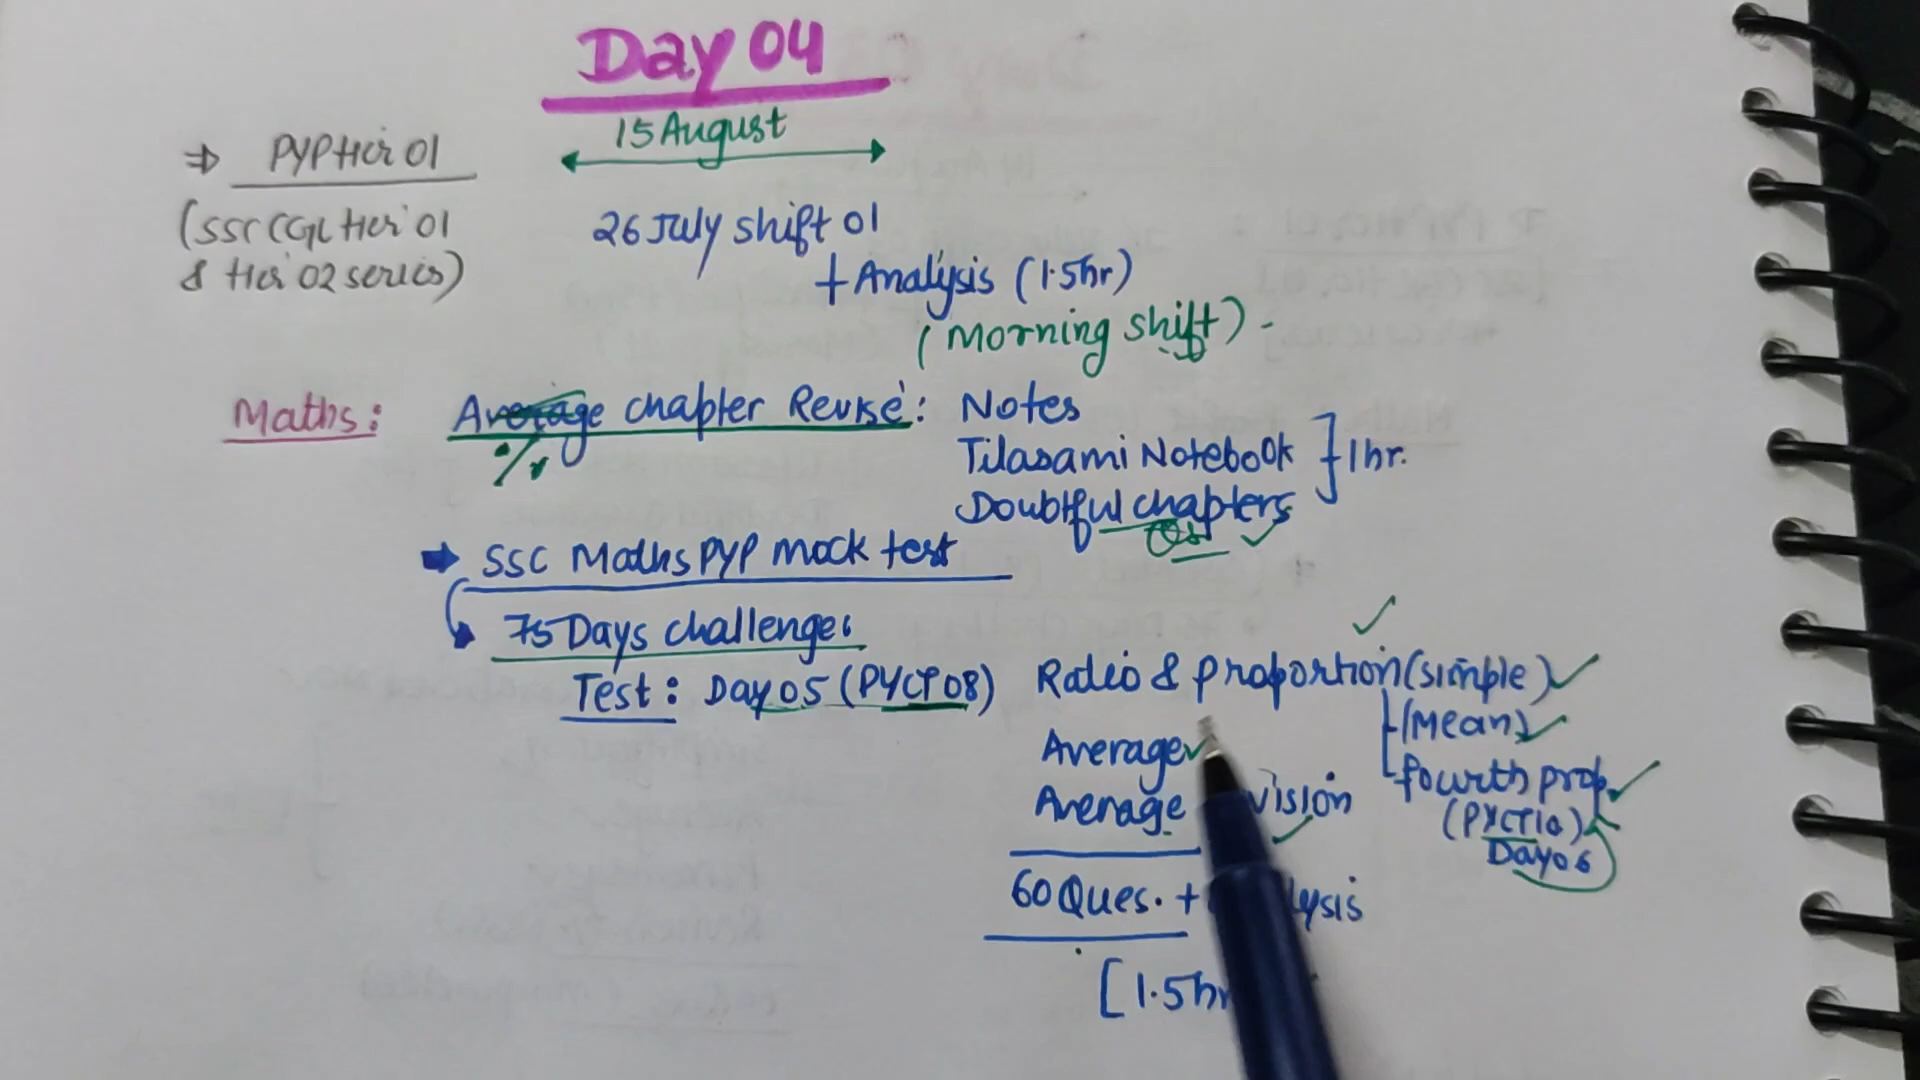 Day 04
15 August
⇒ PYP tier 01
(SSC CGL tier 01
& tier 02 series)
26 July shift 01
+ Analysis (1.5hr)
(Morning shift) -
Maths: Average chapter Revise: Notes
%
Tilasami Notebook
Doubtful chapters
Qs
] 1hr.
➡ SSC Maths PYP mock test
75 Days challenge:
Test: Day 05 (PYCP 08) Ratio & proportion (simple)
(Mean)
fourth prop.
(PYCP 10)
Day 06
Average
Average
60 Ques. +
[1.5hr